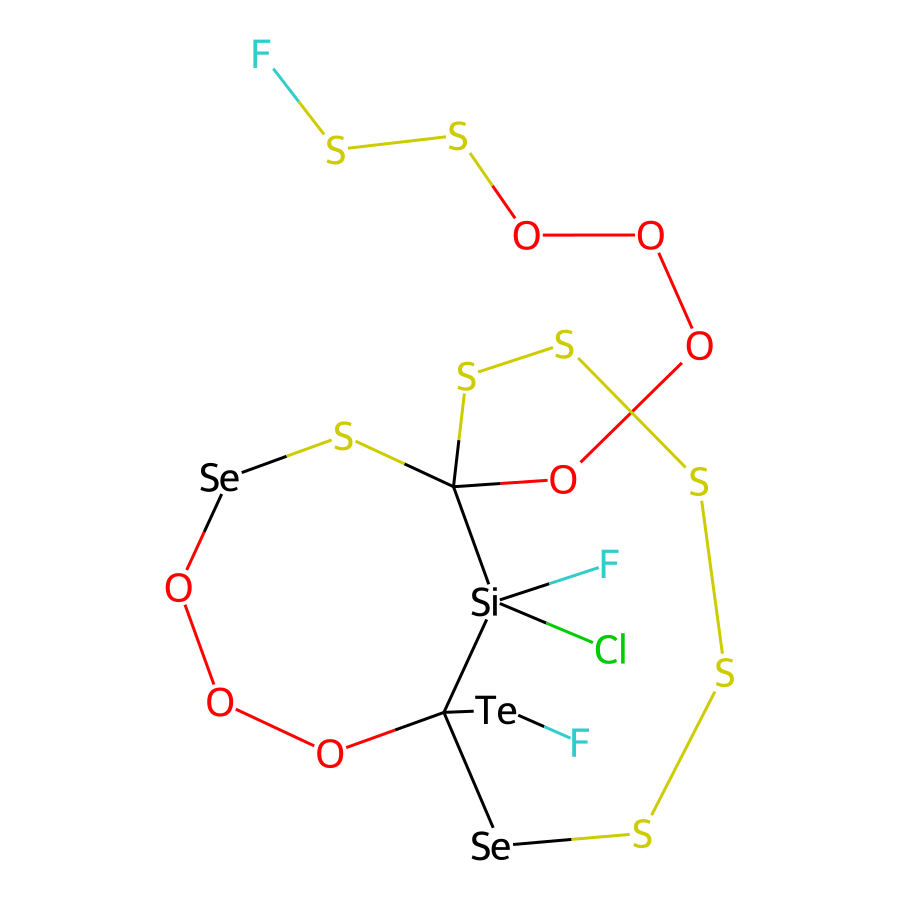 F
S S
O O
S S O
Se S
O S
O F
Si
Cl
O Te S
O F
Se S